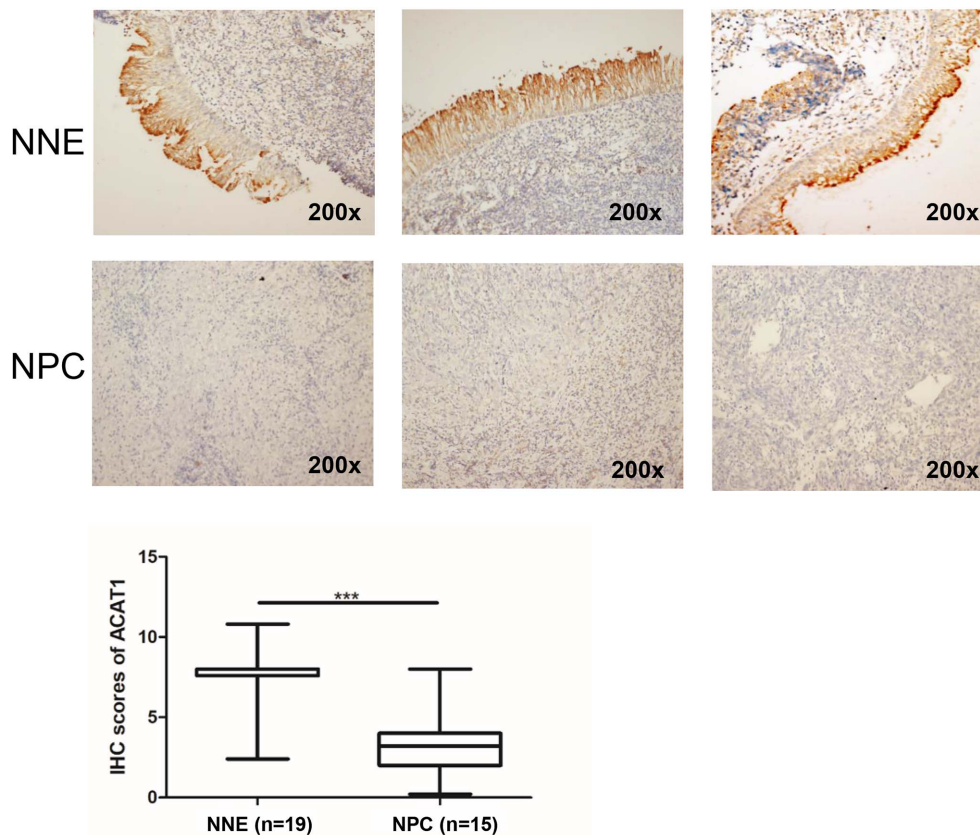 NNE
200x 200x 200x
NPC
200x 200x 200x
IHC scores of ACAT1
15
***
10
5
0
NNE (n=19) NPC (n=15)